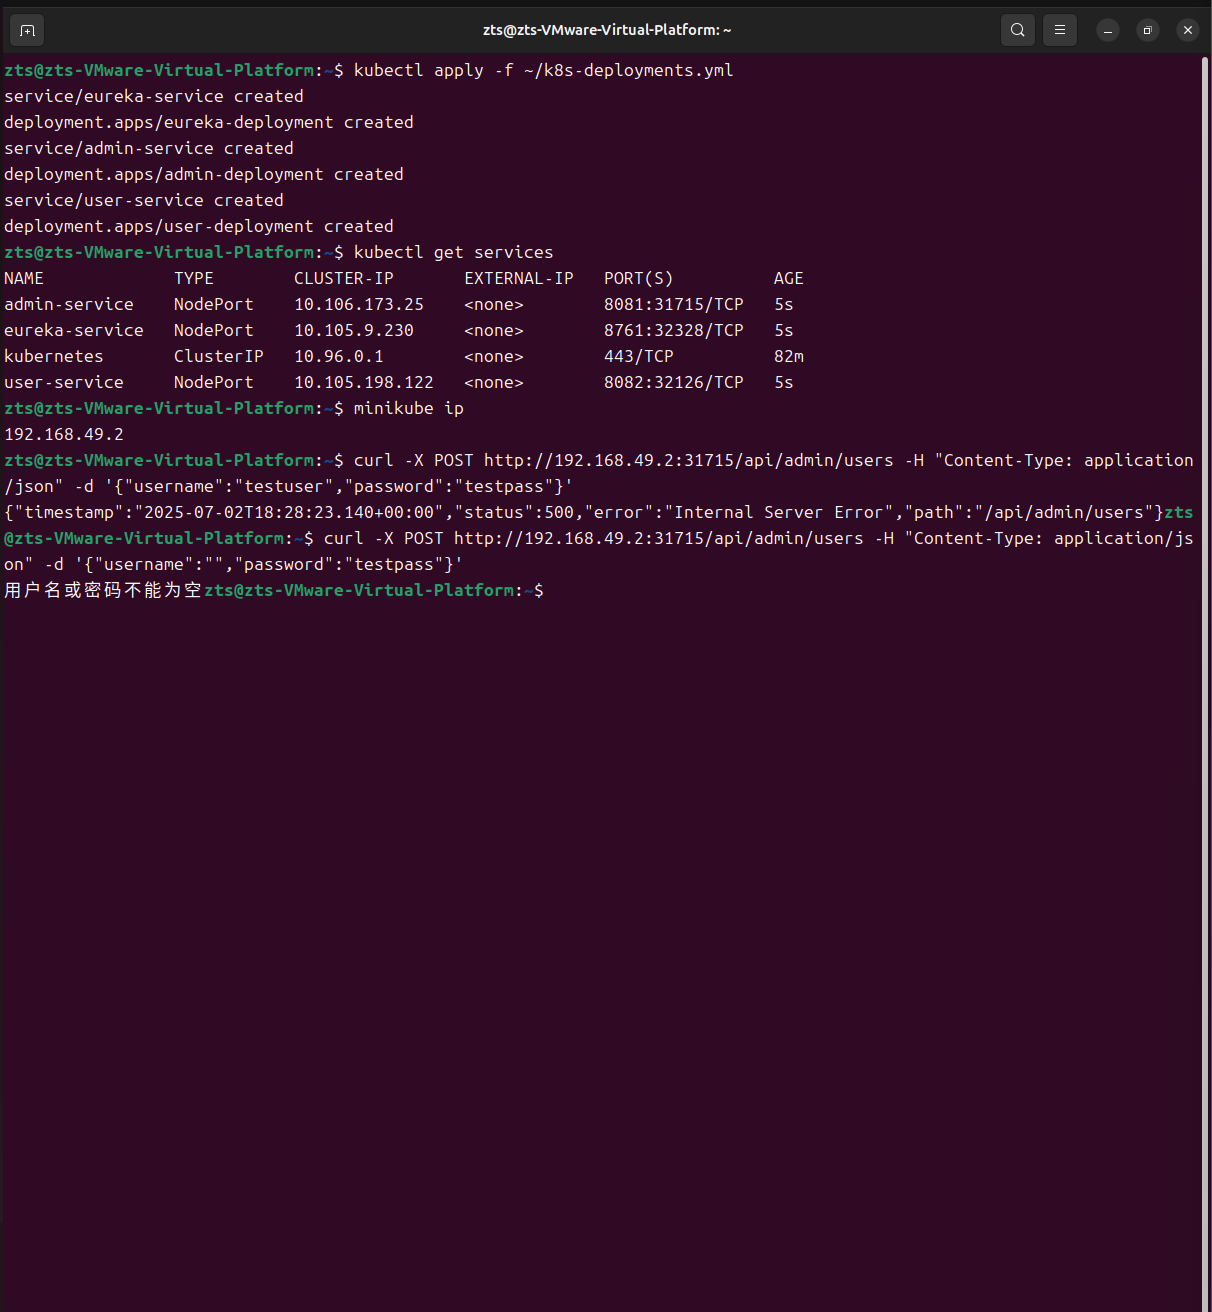 zts@zts-VMware-Virtual-Platform: ~
zts@zts-VMware-Virtual-Platform:~$ kubectl apply -f ~/k8s-deployments.yml
service/eureka-service created
deployment.apps/eureka-deployment created
service/admin-service created
deployment.apps/admin-deployment created
service/user-service created
deployment.apps/user-deployment created
zts@zts-VMware-Virtual-Platform:~$ kubectl get services
NAME             TYPE        CLUSTER-IP       EXTERNAL-IP   PORT(S)          AGE
admin-service    NodePort    10.106.173.25    <none>        8081:31715/TCP   5s
eureka-service   NodePort    10.105.9.230     <none>        8761:32328/TCP   5s
kubernetes       ClusterIP   10.96.0.1        <none>        443/TCP          82m
user-service     NodePort    10.105.198.122   <none>        8082:32126/TCP   5s
zts@zts-VMware-Virtual-Platform:~$ minikube ip
192.168.49.2
zts@zts-VMware-Virtual-Platform:~$ curl -X POST http://192.168.49.2:31715/api/admin/users -H "Content-Type: application
/json" -d '{"username":"testuser","password":"testpass"}'
{"timestamp":"2025-07-02T18:28:23.140+00:00","status":500,"error":"Internal Server Error","path":"/api/admin/users"}zts
@zts-VMware-Virtual-Platform:~$ curl -X POST http://192.168.49.2:31715/api/admin/users -H "Content-Type: application/js
on" -d '{"username":"","password":"testpass"}'
用户名或密码不能为空zts@zts-VMware-Virtual-Platform:~$